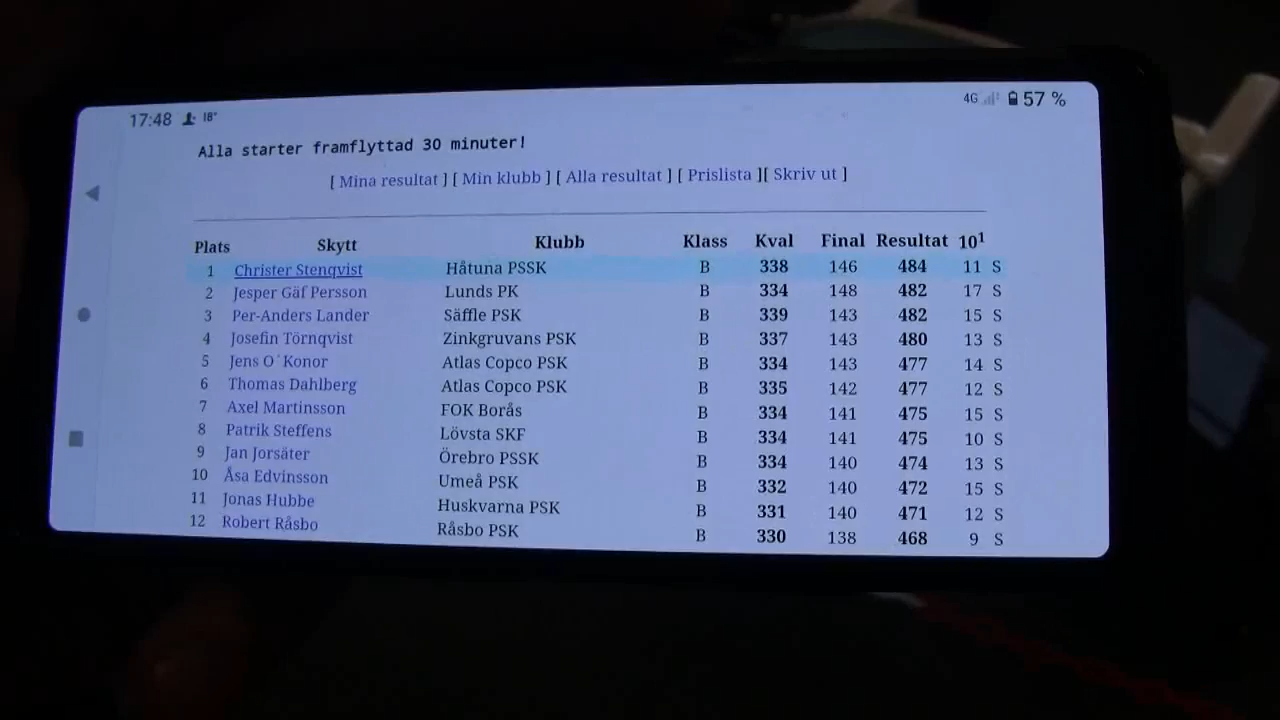 17:48 18° 4G 57 %
Alla starter framflyttad 30 minuter!
[ Mina resultat ] [ Min klubb ] [ Alla resultat ] [ Prislista ][ Skriv ut ]
Plats Skytt Klubb Klass Kval Final Resultat 10¹
1 Christer Stenqvist Håtuna PSSK B 338 146 484 11 S
2 Jesper Gäf Persson Lunds PK B 334 148 482 17 S
3 Per-Anders Lander Säffle PSK B 339 143 482 15 S
4 Josefin Törnqvist Zinkgruvans PSK B 337 143 480 13 S
5 Jens O´Konor Atlas Copco PSK B 334 143 477 14 S
6 Thomas Dahlberg Atlas Copco PSK B 335 142 477 12 S
7 Axel Martinsson FOK Borås B 334 141 475 15 S
8 Patrik Steffens Lövsta SKF B 334 141 475 10 S
9 Jan Jorsäter Örebro PSSK B 334 140 474 13 S
10 Åsa Edvinsson Umeå PSK B 332 140 472 15 S
11 Jonas Hubbe Huskvarna PSK B 331 140 471 12 S
12 Robert Råsbo Råsbo PSK B 330 138 468 9 S